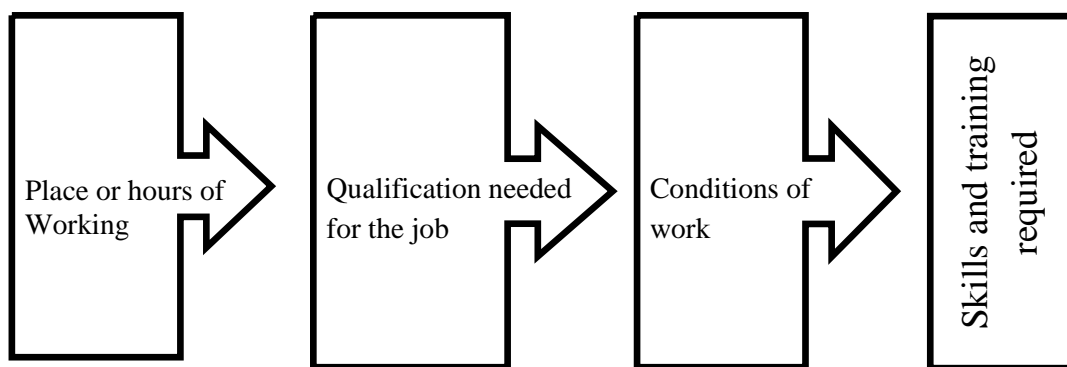 Place or hours of
Working
Qualification needed
for the job
Conditions of
work
Skills and training
required